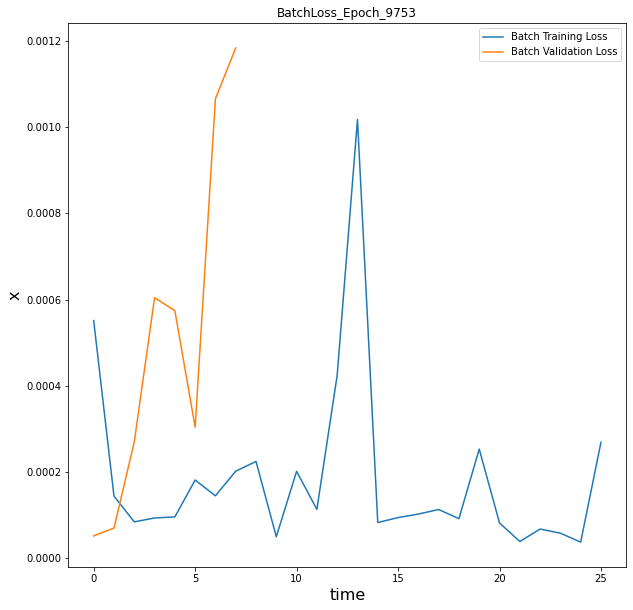 BatchLoss_Epoch_9753
Batch Training Loss
Batch Validation Loss
0.0012
0.0010
0.0008
0.0006
0.0004
0.0002
0.0000
x
0 5 10 15 20 25
time